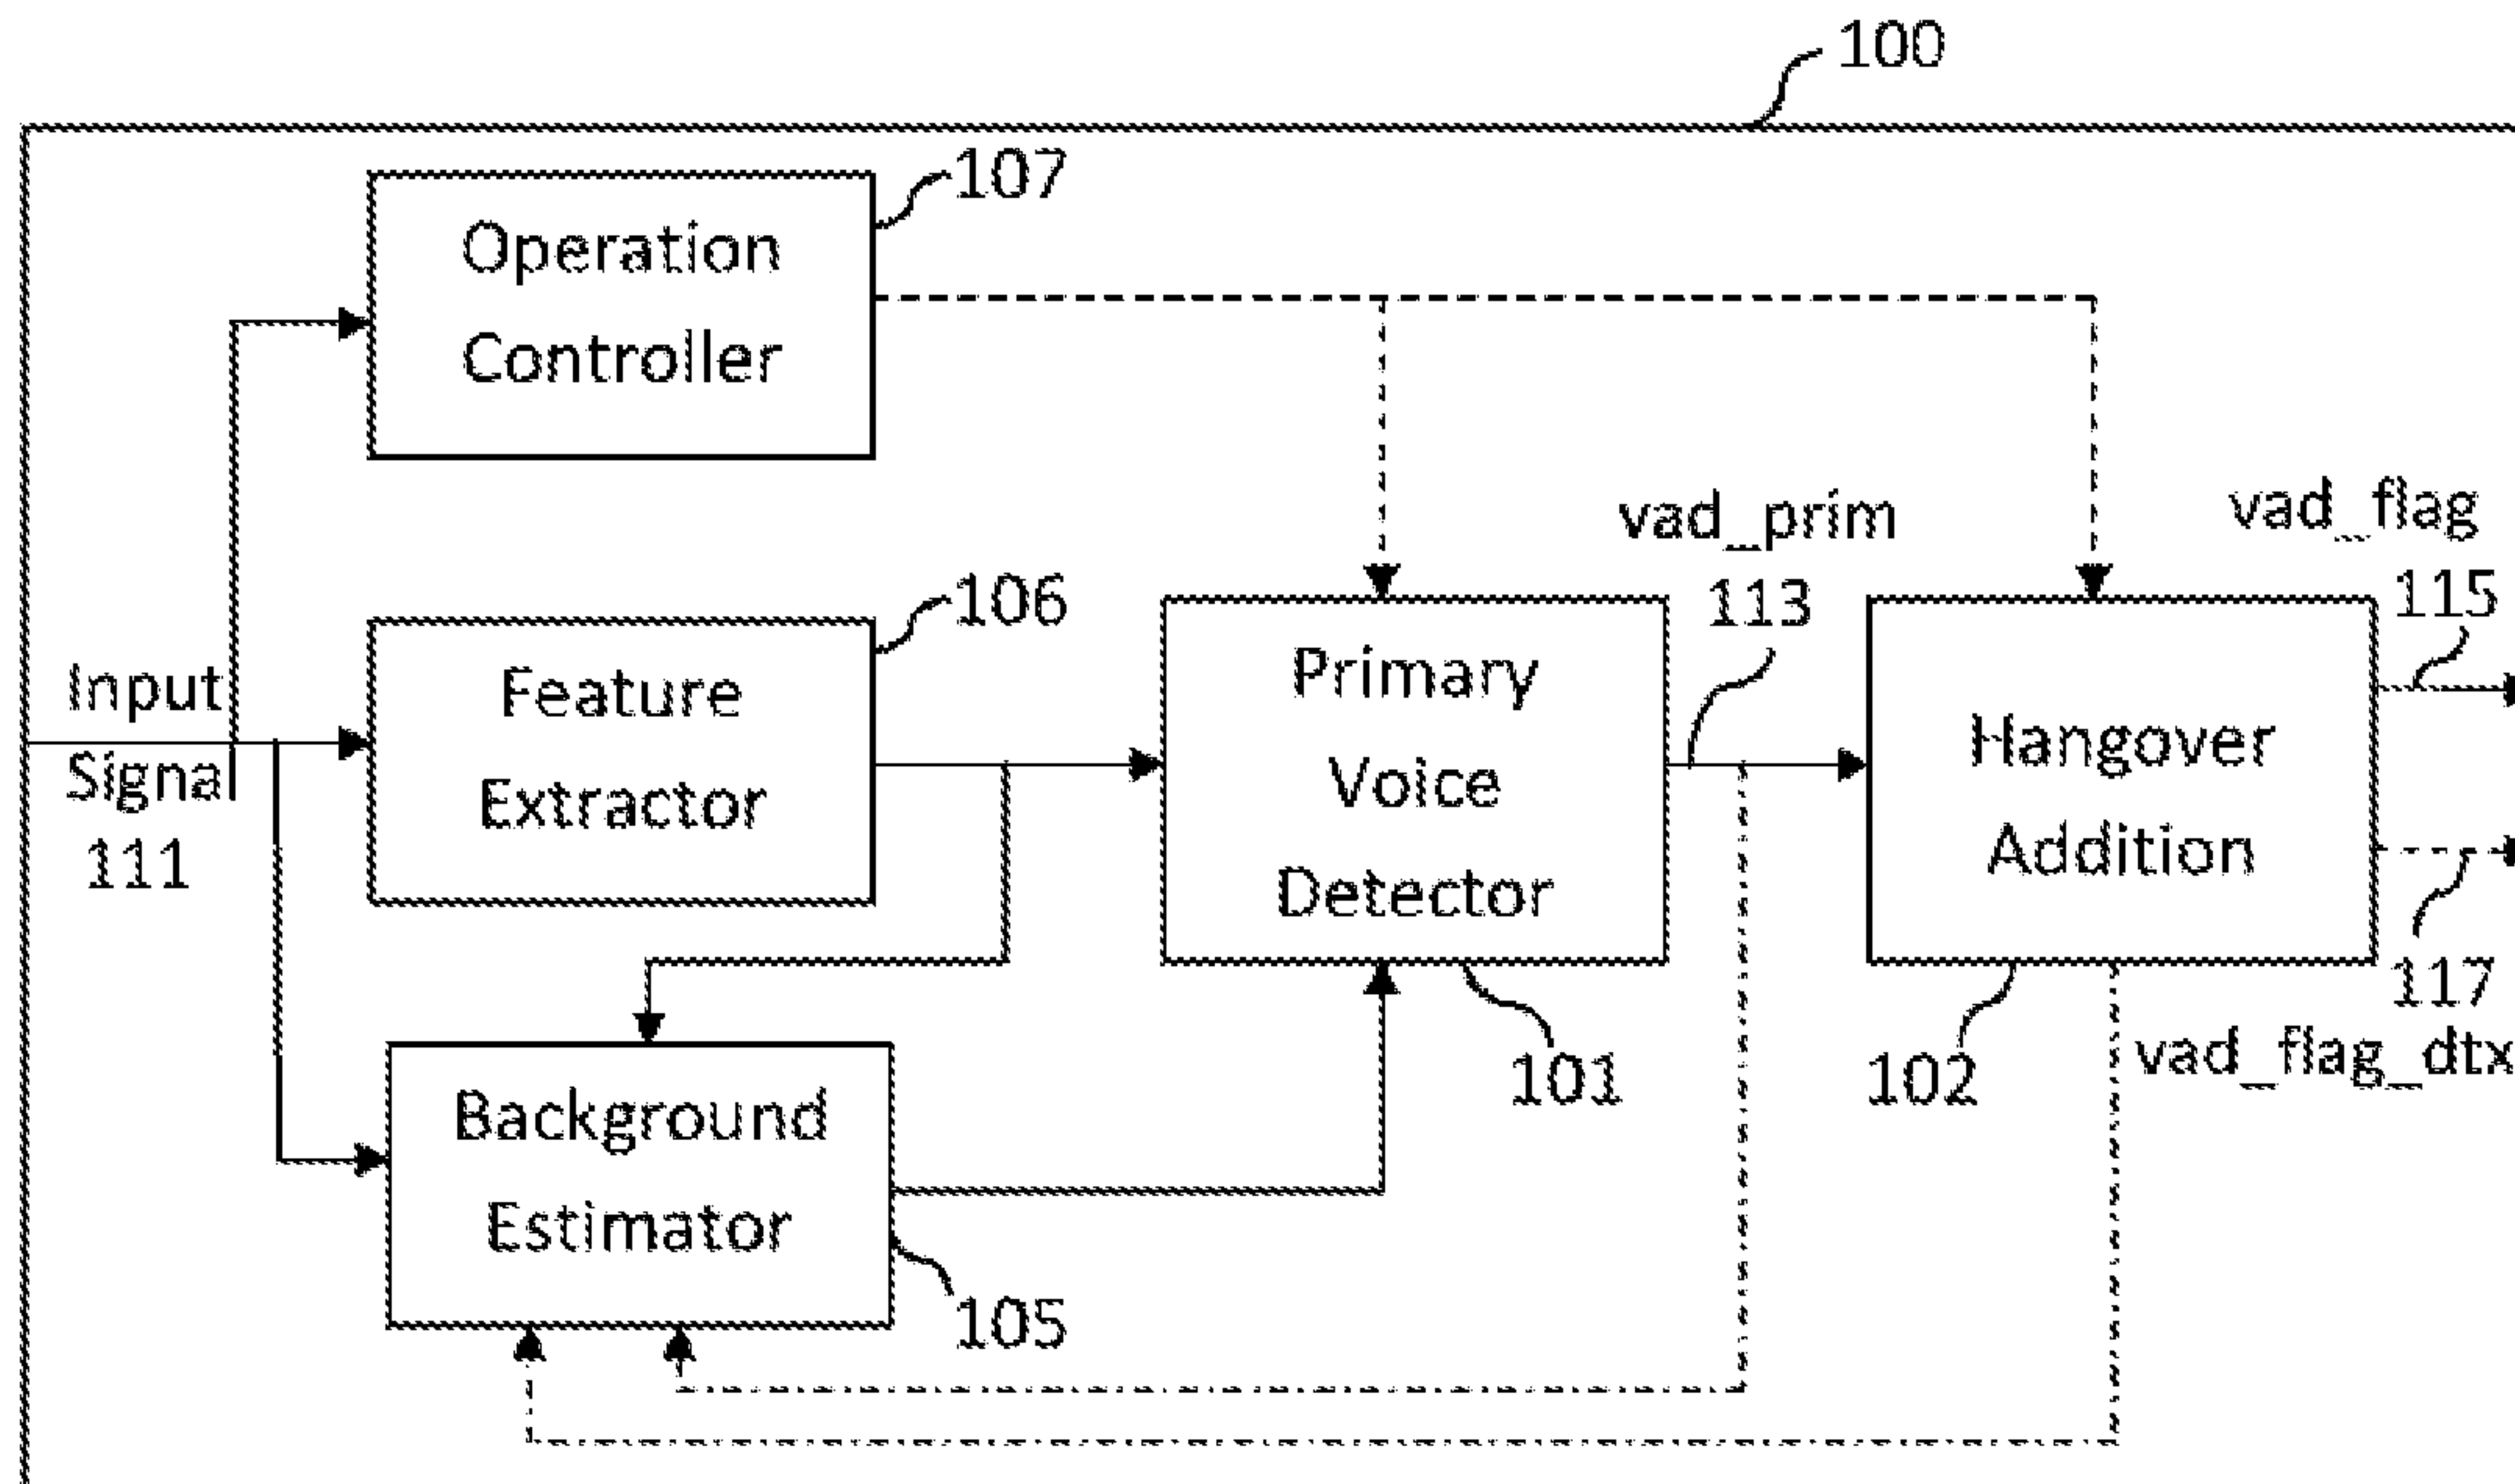 100
107
Operation
Controller
vad_prim
113
vad_flag
115
106
Input
Signal
111
Feature
Extractor
Primary
Voice
Detector
Hangover
Addition
117
vad_flag_dtx
101
102
Background
Estimator
105